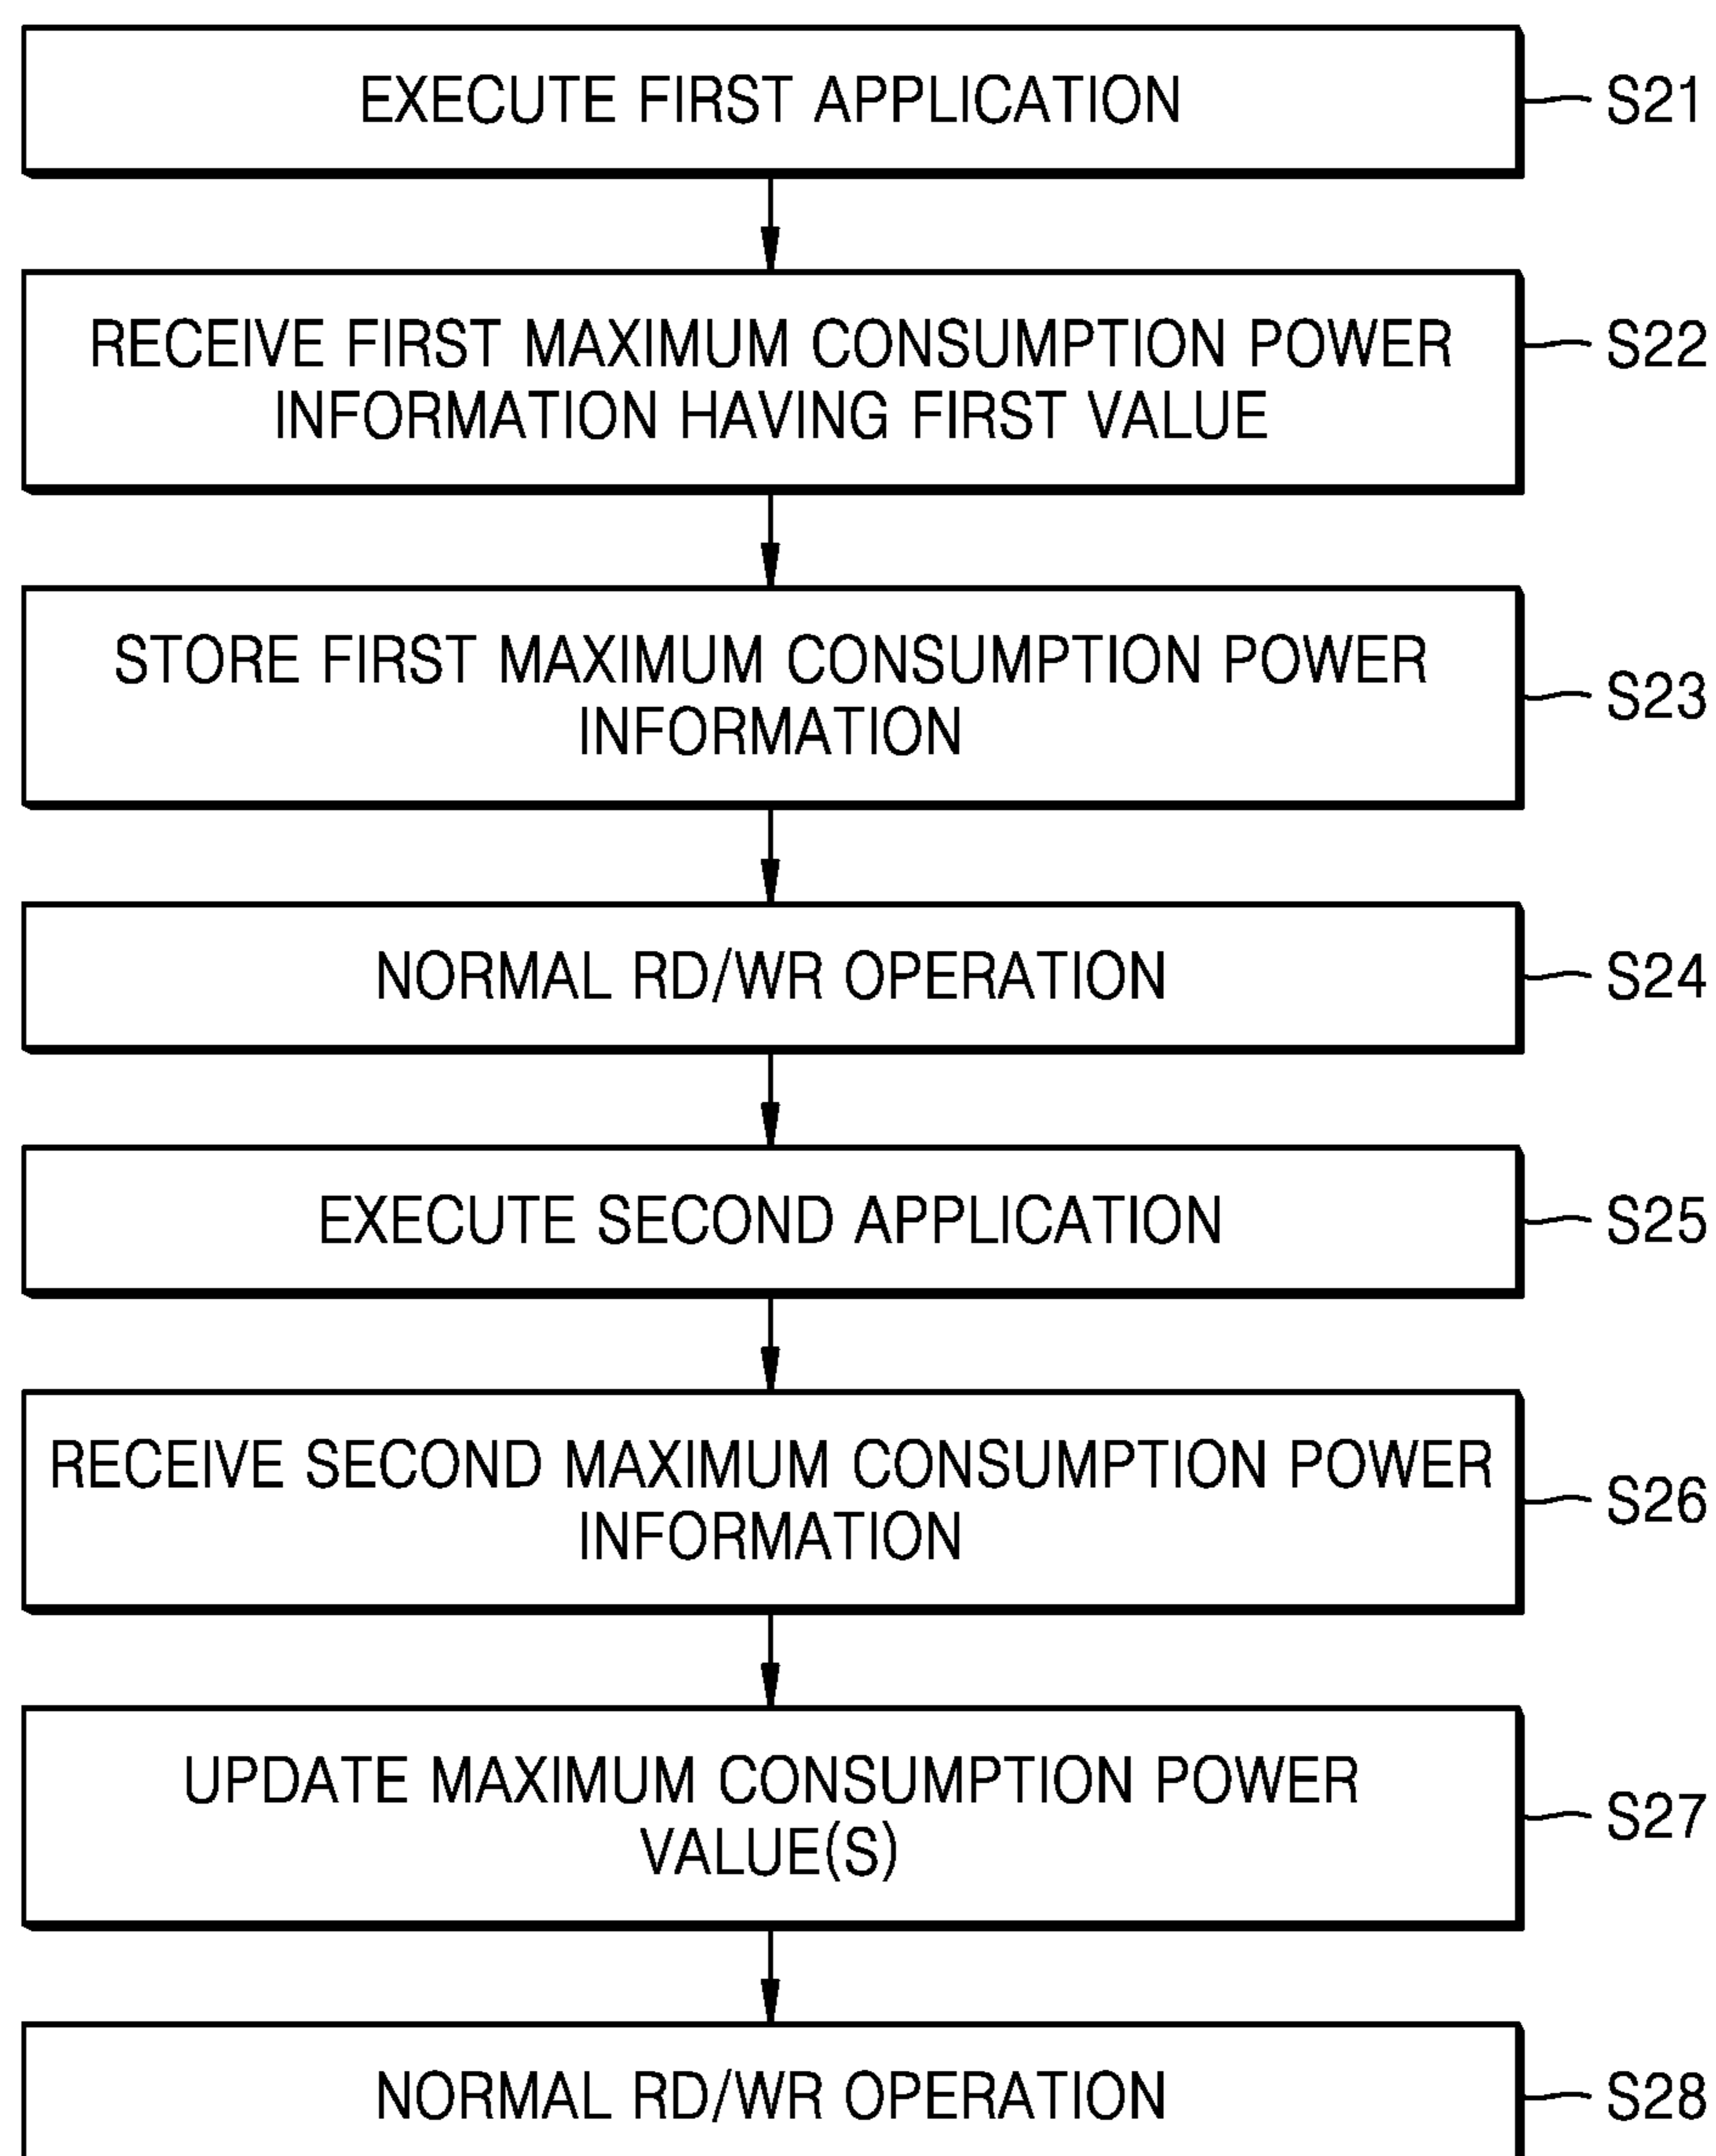 EXECUTE FIRST APPLICATION
S21
RECEIVE FIRST MAXIMUM CONSUMPTION POWER
INFORMATION HAVING FIRST VALUE
S22
STORE FIRST MAXIMUM CONSUMPTION POWER
INFORMATION
S23
NORMAL RD/WR OPERATION
S24
EXECUTE SECOND APPLICATION
S25
RECEIVE SECOND MAXIMUM CONSUMPTION POWER
INFORMATION
S26
UPDATE MAXIMUM CONSUMPTION POWER
VALUE(S)
S27
NORMAL RD/WR OPERATION
S28